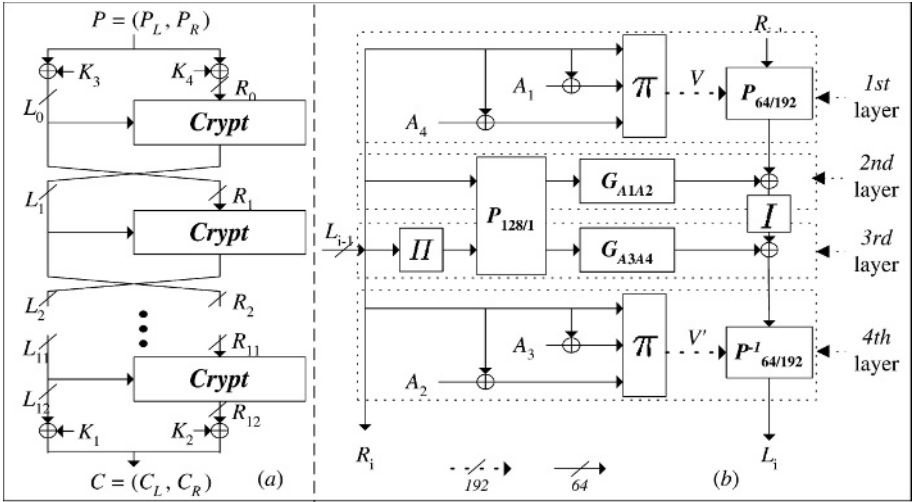 P = (P_L, P_R)
K_3
K_4
R_0
L_0
Crypt
L_1
R_1
Crypt
L_2
R_2
L_11
R_11
Crypt
L_12
R_12
K_1
K_2
C = (C_L, C_R)
(a)
A_1
A_4
π
V
P_64/192
1st
layer
2nd
layer
P_128/1
G_A1A2
I
L_i-1
Π
G_A3A4
3rd
layer
A_3
A_2
π
V'
P^-1_64/192
4th
layer
R_i
192
64
(b)
L_i